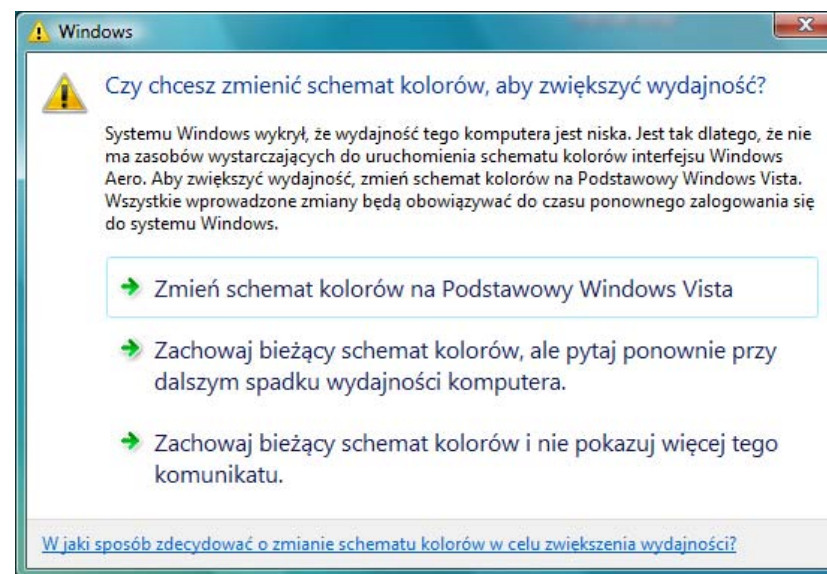 Windows
Czy chcesz zmienić schemat kolorów, aby zwiększyć wydajność?
Systemu Windows wykrył, że wydajność tego komputera jest niska. Jest tak dlatego, że nie
ma zasobów wystarczających do uruchomienia schematu kolorów interfejsu Windows
Aero. Aby zwiększyć wydajność, zmień schemat kolorów na Podstawowy Windows Vista.
Wszystkie wprowadzone zmiany będą obowiązywać do czasu ponownego zalogowania się
do systemu Windows.
Zmień schemat kolorów na Podstawowy Windows Vista
Zachowaj bieżący schemat kolorów, ale pytaj ponownie przy
dalszym spadku wydajności komputera.
Zachowaj bieżący schemat kolorów i nie pokazuj więcej tego
komunikatu.
W jaki sposób zdecydować o zmianie schematu kolorów w celu zwiększenia wydajności?